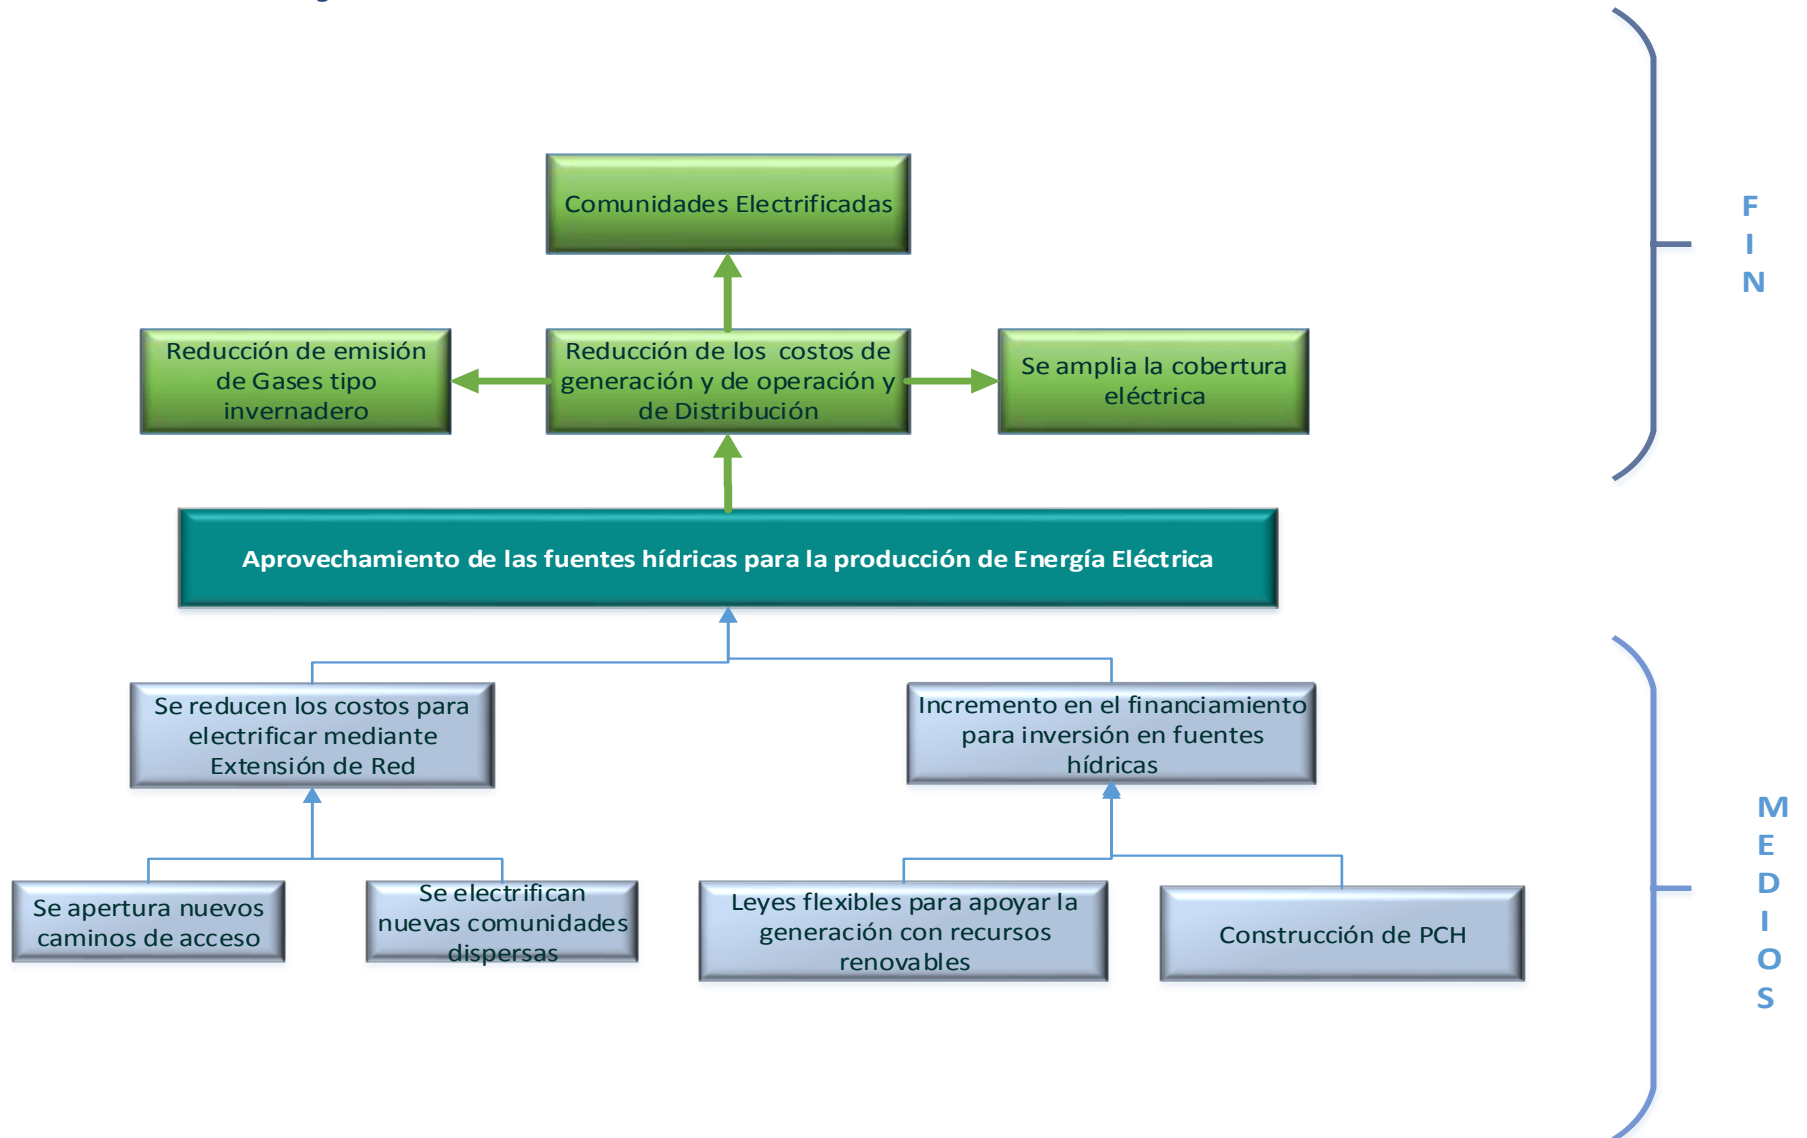 Comunidades Electrificadas
F
I
N
Reducción de emisión
de Gases tipo
invernadero
Reducción de los costos de
generación y de operación y
de Distribución
Se amplia la cobertura
eléctrica
Aprovechamiento de las fuentes hídricas para la producción de Energía Eléctrica
Se reducen los costos para
electrificar mediante
Extensión de Red
Incremento en el financiamiento
para inversión en fuentes
hídricas
Se apertura nuevos
caminos de acceso
Se electrifican
nuevas comunidades
dispersas
Leyes flexibles para apoyar la
generación con recursos
renovables
Construcción de PCH
M
E
D
I
O
S